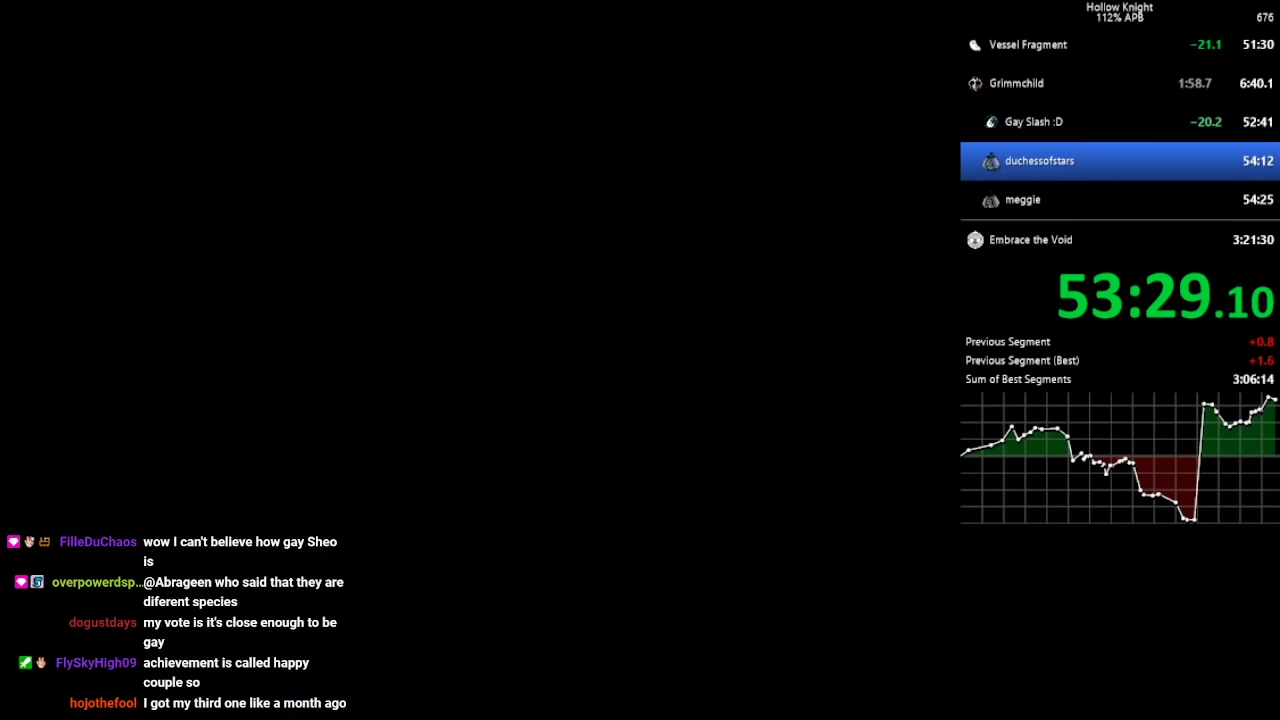 Hollow Knight
112% APB
676
Vessel Fragment −21.1 51:30
Grimmchild 1:58.7 6:40.1
Gay Slash :D −20.2 52:41
duchessofstars 54:12
meggie 54:25
Embrace the Void 3:21:30
53:29.10
Previous Segment +0.8
Previous Segment (Best) +1.6
Sum of Best Segments 3:06:14
FilleDuChaos wow I can't believe how gay Sheo
is
overpowerdsp... @Abrageen who said that they are
diferent species
dogustdays my vote is it's close enough to be
gay
FlySkyHigh09 achievement is called happy
couple so
hojothefool I got my third one like a month ago